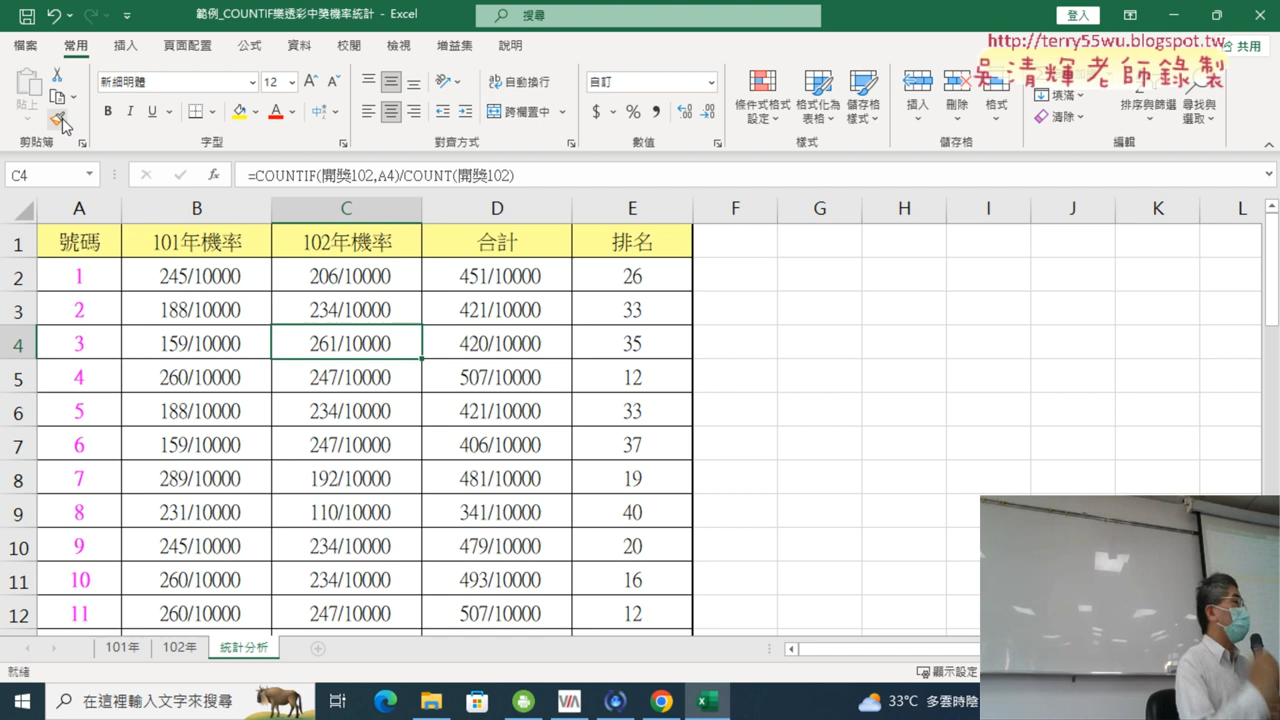 範例_COUNTIF樂透彩中獎機率統計 - Excel
搜尋
登入
檔案 常用 插入 頁面配置 公式 資料 校閱 檢視 增益集 說明
http://terry55wu.blogspot.tw
共用
吳清輝老師錄製
貼上
新細明體 12
B I U
自動換行
跨欄置中
自訂
$ % 9
條件式格式設定
格式化為表格
儲存格樣式
插入 刪除 格式
填滿
清除
排序與篩選 尋找與選取
剪貼簿 字型 對齊方式 數值 樣式 儲存格 編輯
C4 fx =COUNTIF(開獎102,A4)/COUNT(開獎102)
A B C D E F G H I J K L
1 號碼 101年機率 102年機率 合計 排名
2 1 245/10000 206/10000 451/10000 26
3 2 188/10000 234/10000 421/10000 33
4 3 159/10000 261/10000 420/10000 35
5 4 260/10000 247/10000 507/10000 12
6 5 188/10000 234/10000 421/10000 33
7 6 159/10000 247/10000 406/10000 37
8 7 289/10000 192/10000 481/10000 19
9 8 231/10000 110/10000 341/10000 40
10 9 245/10000 234/10000 479/10000 20
11 10 260/10000 234/10000 493/10000 16
12 11 260/10000 247/10000 507/10000 12
101年 102年 統計分析
就緒
顯示設定
在這裡輸入文字來搜尋
33°C 多雲時陰